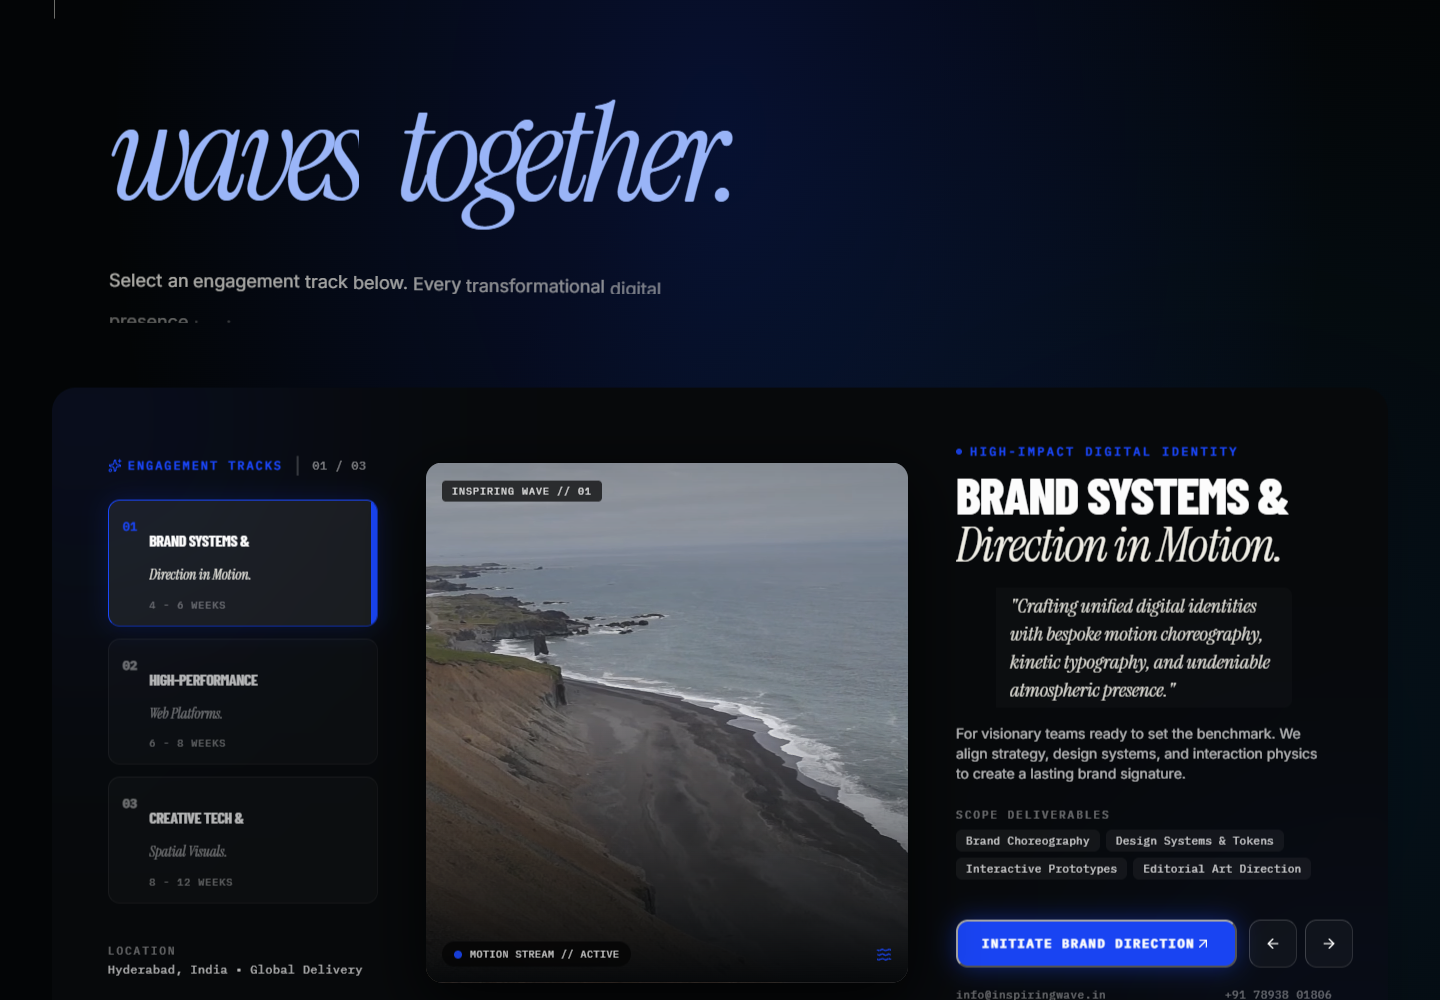 waves together.
Select an engagement track below. Every transformational digital
presence
ENGAGEMENT TRACKS | 01 / 03
01
BRAND SYSTEMS &
Direction in Motion.
4 - 6 WEEKS
02
HIGH-PERFORMANCE
Web Platforms.
6 - 8 WEEKS
03
CREATIVE TECH &
Spatial Visuals.
8 - 12 WEEKS
LOCATION
Hyderabad, India • Global Delivery
INSPIRING WAVE // 01
MOTION STREAM // ACTIVE
HIGH-IMPACT DIGITAL IDENTITY
BRAND SYSTEMS &
Direction in Motion.
"Crafting unified digital identities
with bespoke motion choreography,
kinetic typography, and undeniable
atmospheric presence."
For visionary teams ready to set the benchmark. We
align strategy, design systems, and interaction physics
to create a lasting brand signature.
SCOPE DELIVERABLES
Brand Choreography
Design Systems & Tokens
Interactive Prototypes
Editorial Art Direction
INITIATE BRAND DIRECTION
info@inspiringwave.in
+91 78938 01806